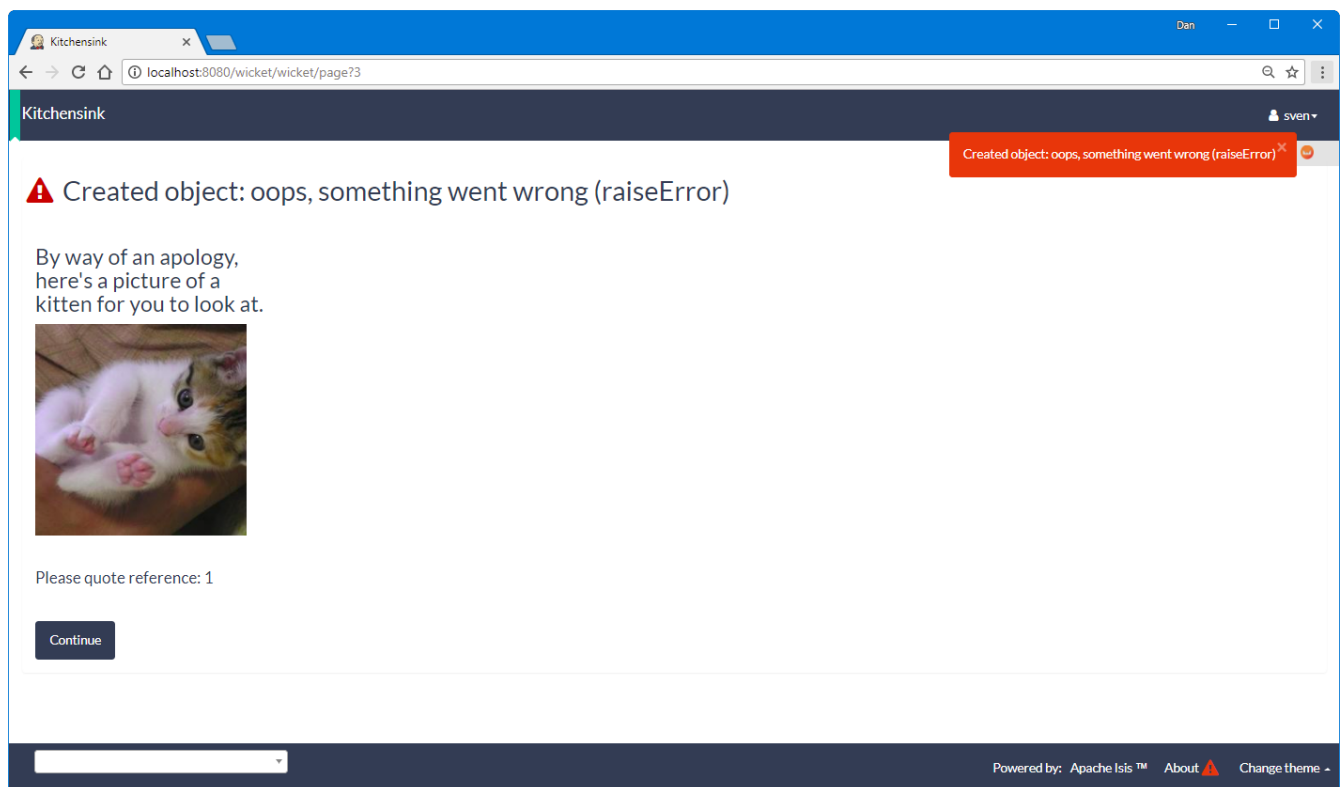 Dan
Kitchensink
localhost:8080/wicket/wicket/page?3
Kitchensink
sven
Created object: oops, something went wrong (raiseError)
Created object: oops, something went wrong (raiseError)
By way of an apology,
here's a picture of a
kitten for you to look at.
Please quote reference: 1
Continue
Powered by: Apache Isis ™ About Change theme